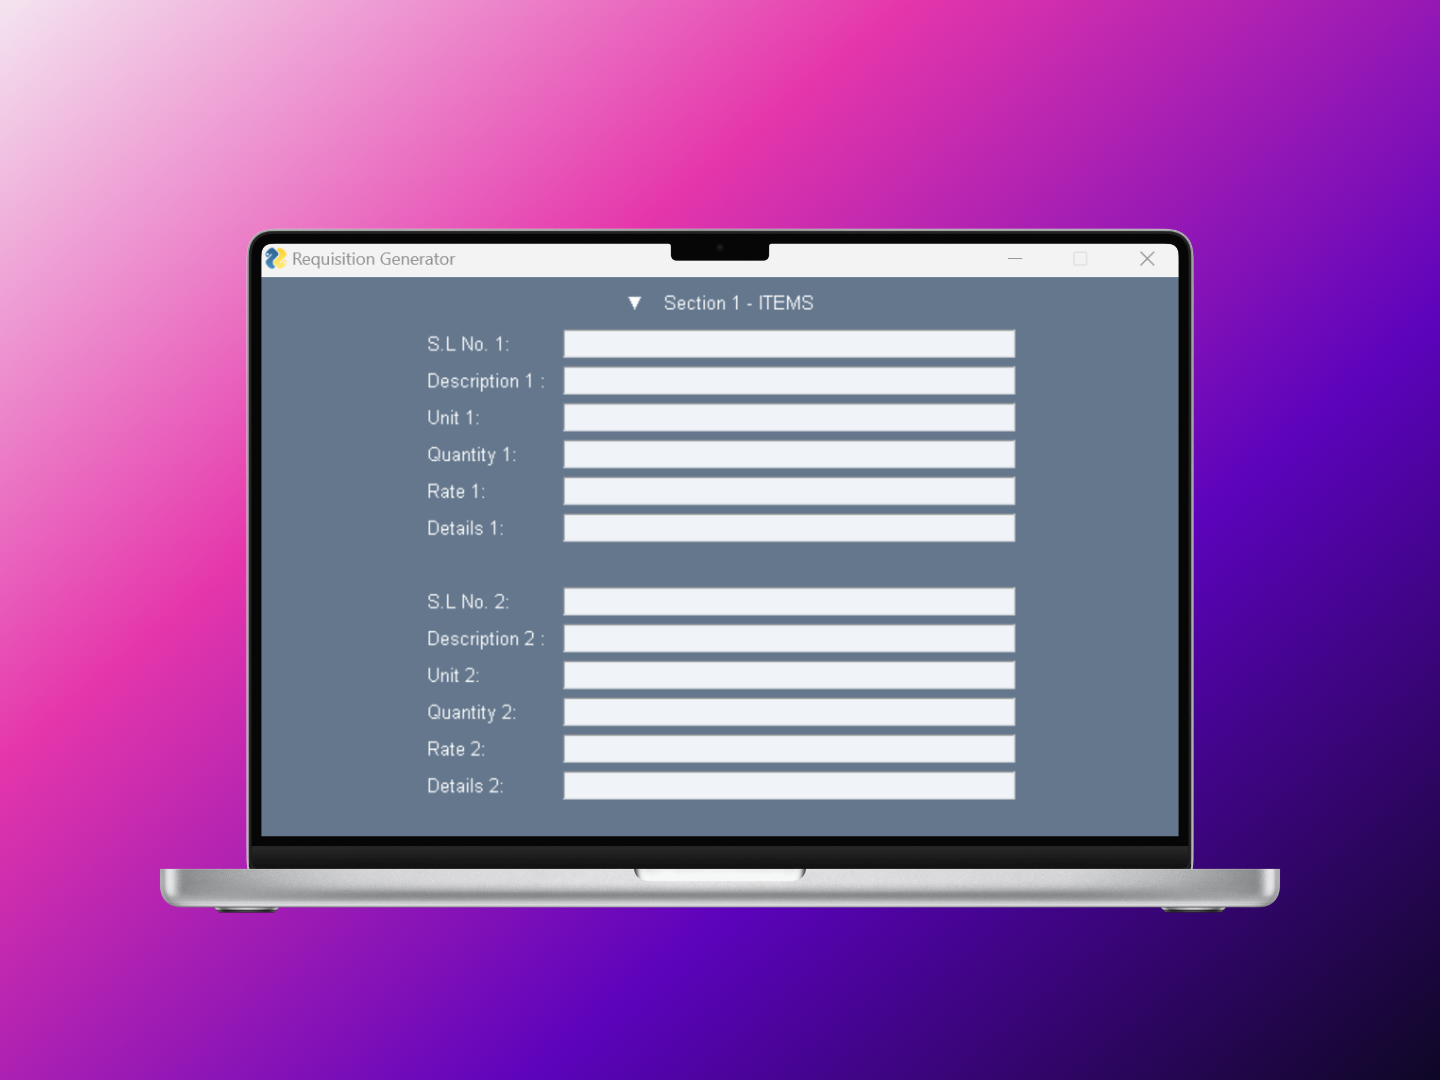 Requisition Generator
▼ Section 1 - ITEMS
S.L No. 1:
Description 1 :
Unit 1:
Quantity 1:
Rate 1:
Details 1:
S.L No. 2:
Description 2 :
Unit 2:
Quantity 2:
Rate 2:
Details 2: